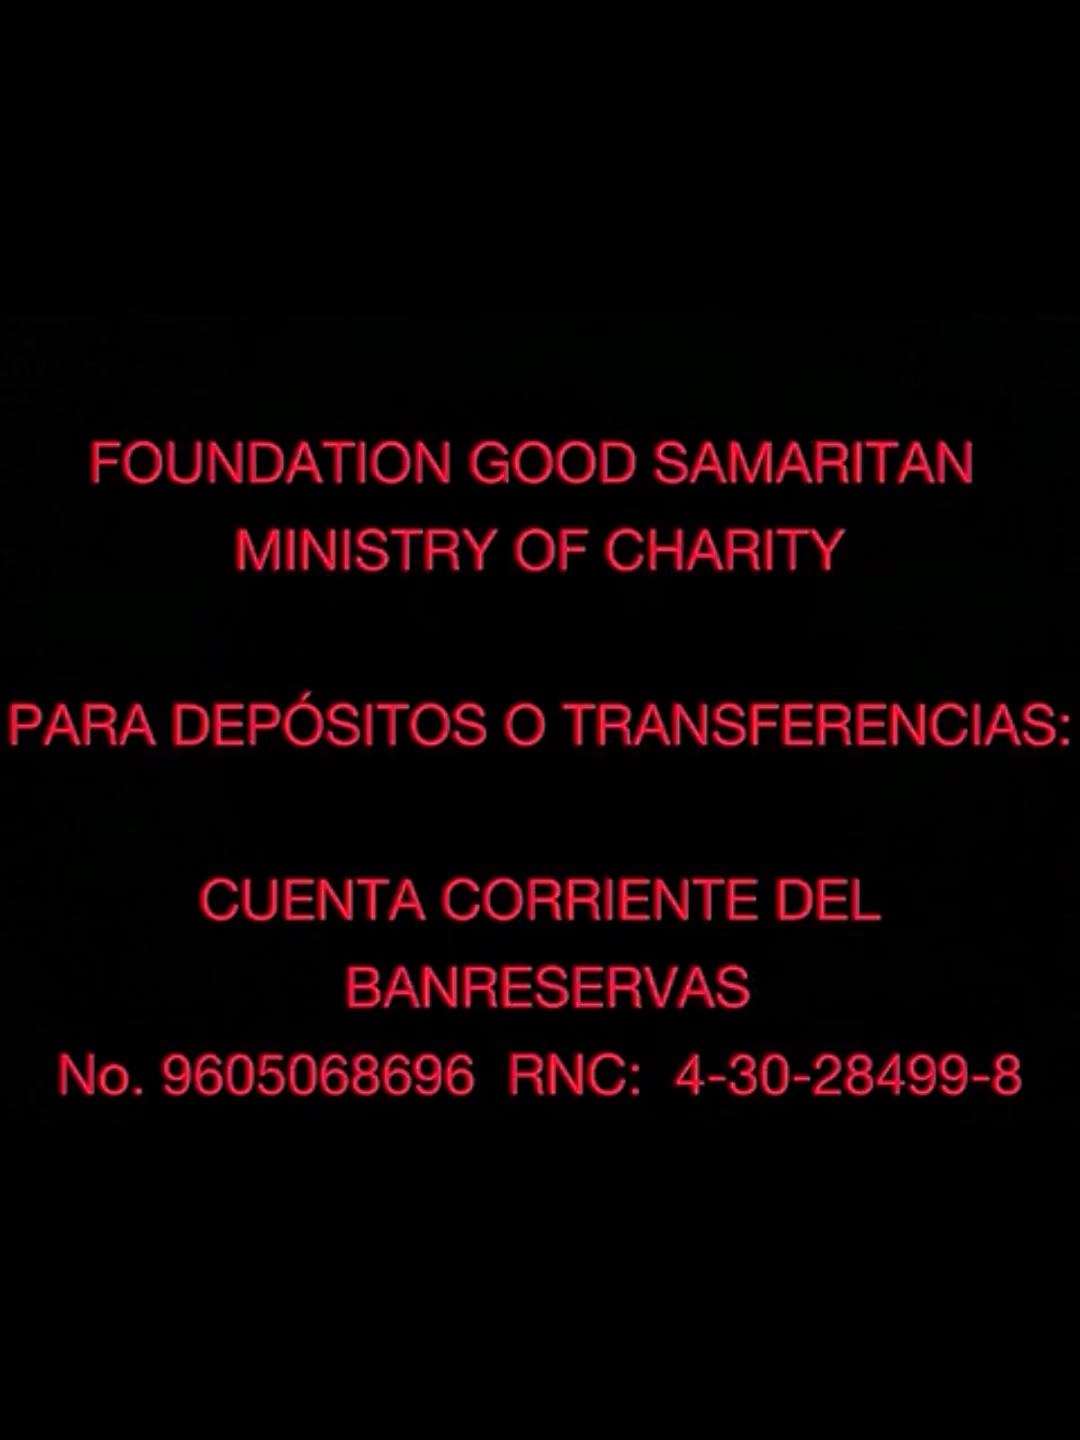 FOUNDATION GOOD SAMARITAN
MINISTRY OF CHARITY
PARA DEPÓSITOS O TRANSFERENCIAS:
CUENTA CORRIENTE DEL
BANRESERVAS
No. 9605068696 RNC: 4-30-28499-8